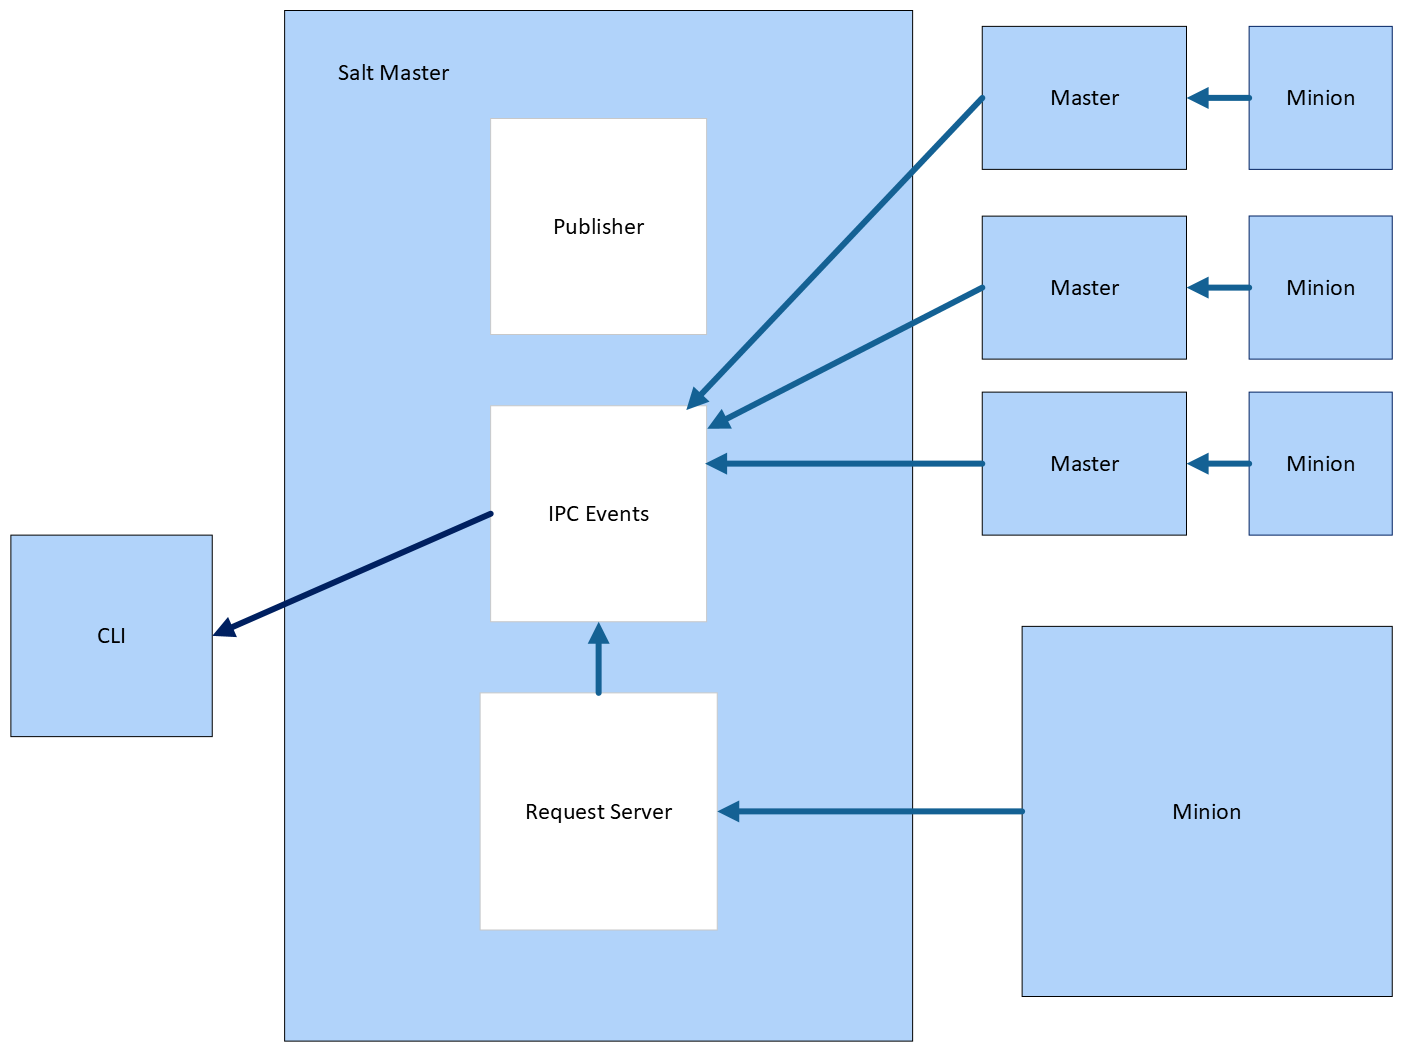 Salt Master
Publisher
IPC Events
Request Server
CLI
Master
Minion
Master
Minion
Master
Minion
Minion